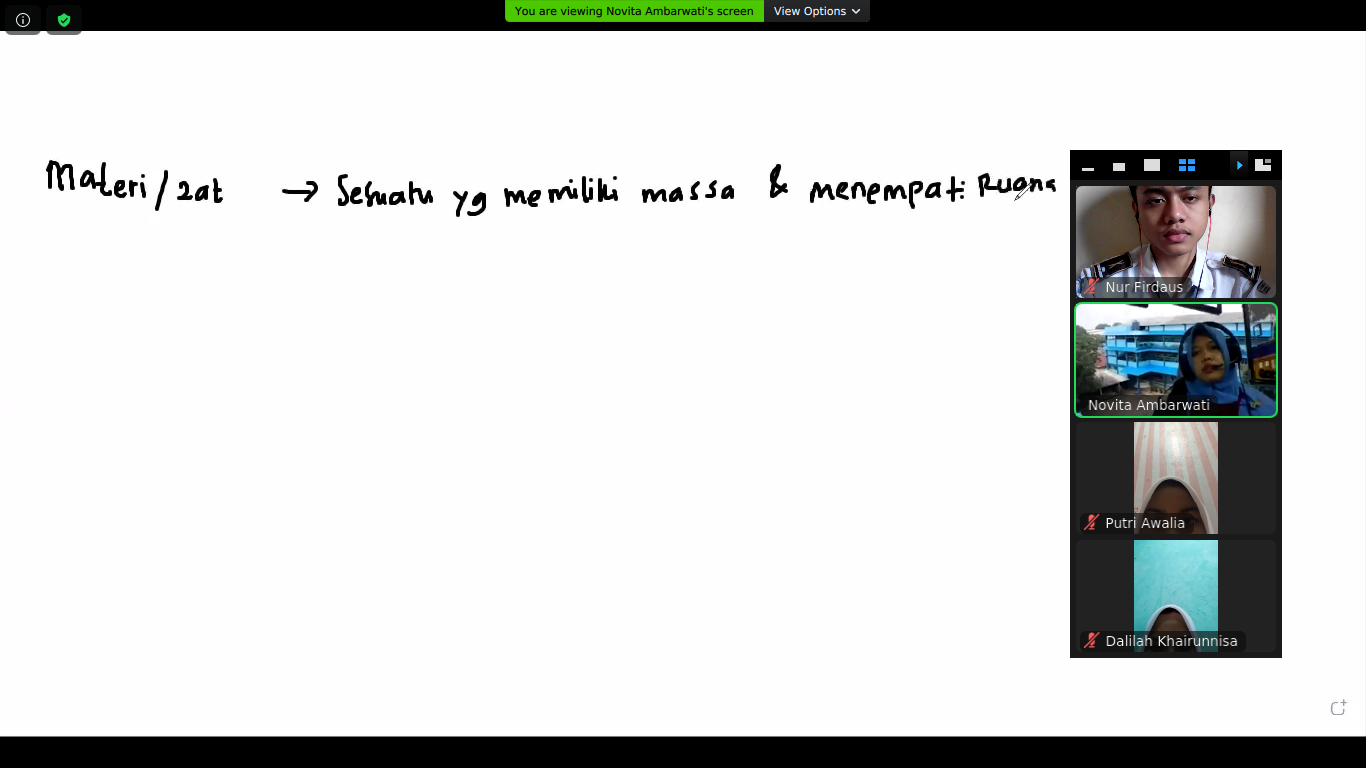 You are viewing Novita Ambarwati's screen View Options
Materi/zat → Sesuatu yg memiliki massa & menempati Ruang
Nur Firdaus
Novita Ambarwati
Putri Awalia
Dalilah Khairunnisa